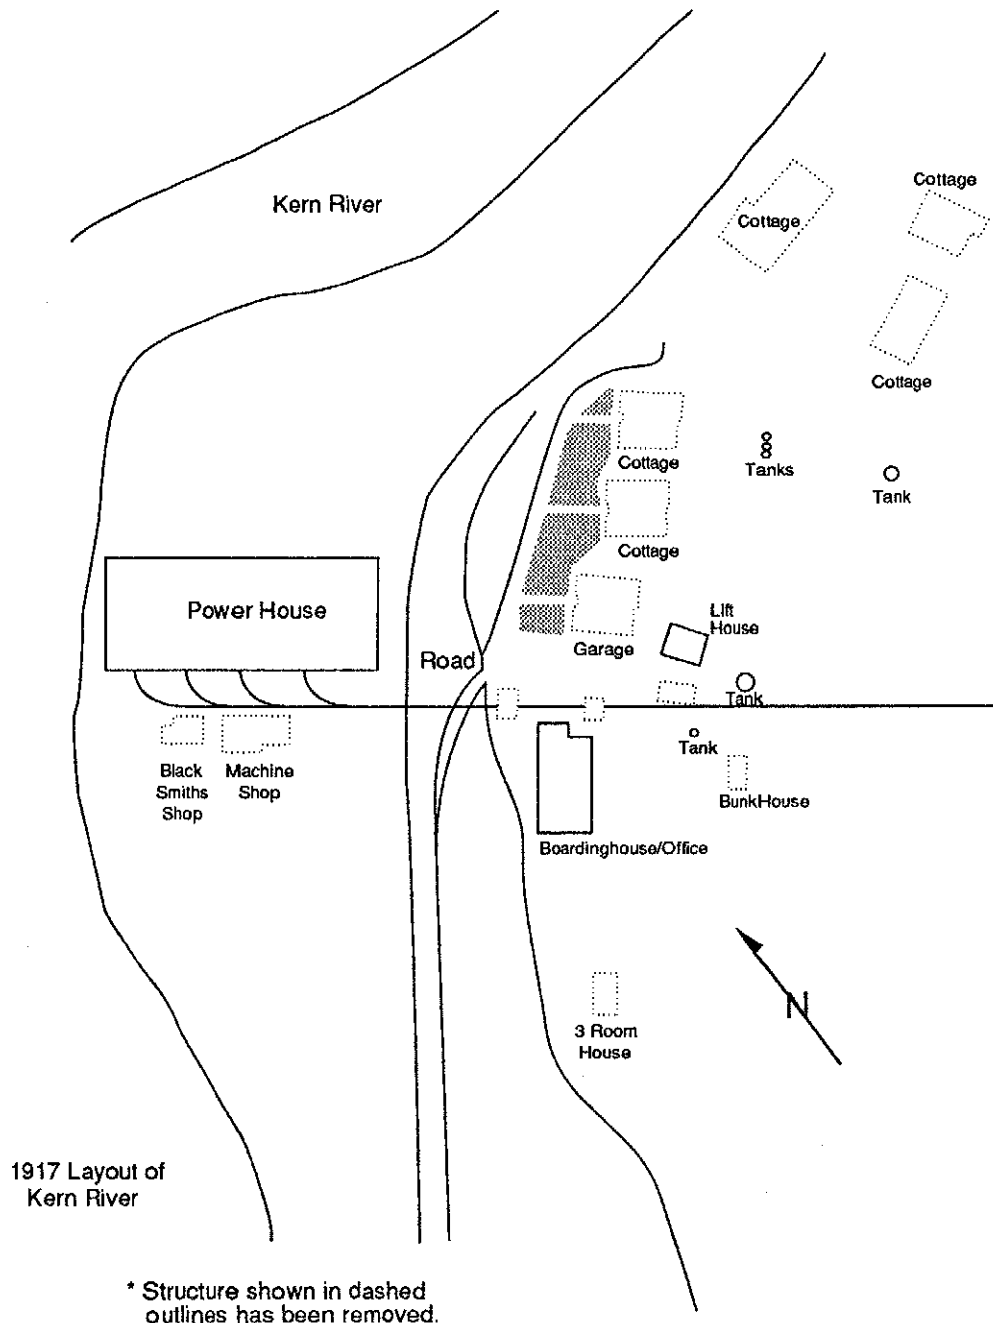 Kern River
Cottage
Cottage
Cottage
Cottage
Tanks
Tank
Cottage
Power House
Lift
House
Garage
Road
Tank
Tank
Black
Smiths
Shop
Machine
Shop
BunkHouse
Boardinghouse/Office
N
3 Room
House
1917 Layout of
Kern River
* Structure shown in dashed
outlines has been removed.